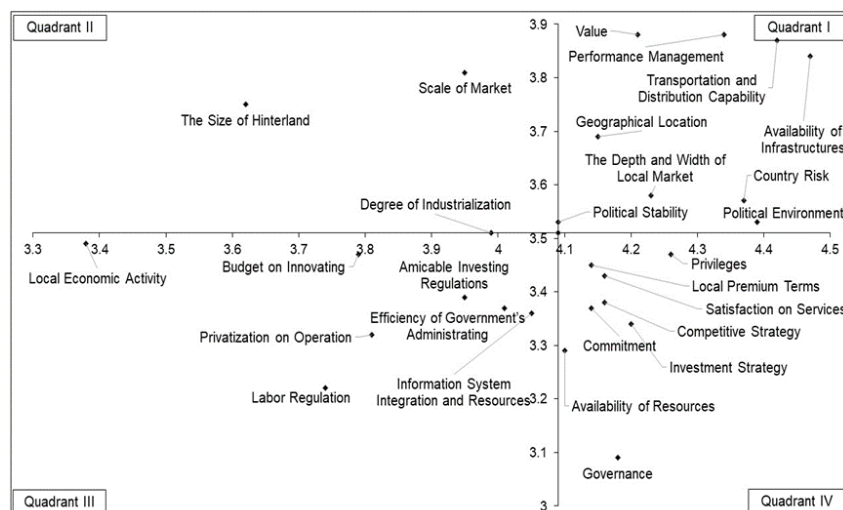 Quadrant II
3.9
Value
Quadrant I
Performance Management
3.8
Scale of Market
Transportation and
Distribution Capability
The Size of Hinterland
3.7
Geographical Location
Availability of
Infrastructures
The Depth and Width of
Local Market
3.6
Country Risk
Degree of Industrialization
Political Stability
Political Environment
3.3 3.4 3.5 3.6 3.7 3.8 3.9 4 3.5 4.1 4.2 4.3 4.4 4.5
Local Economic Activity
Budget on Innovating
Amicable Investing
Regulations
Privileges
3.4
Local Premium Terms
Satisfaction on Services
Efficiency of Government's
Administrating
Privatization on Operation
3.3
Commitment
Competitive Strategy
Investment Strategy
Labor Regulation
Information System
Integration and Resources
3.2
Availability of Resources
3.1
Governance
3
Quadrant III
Quadrant IV